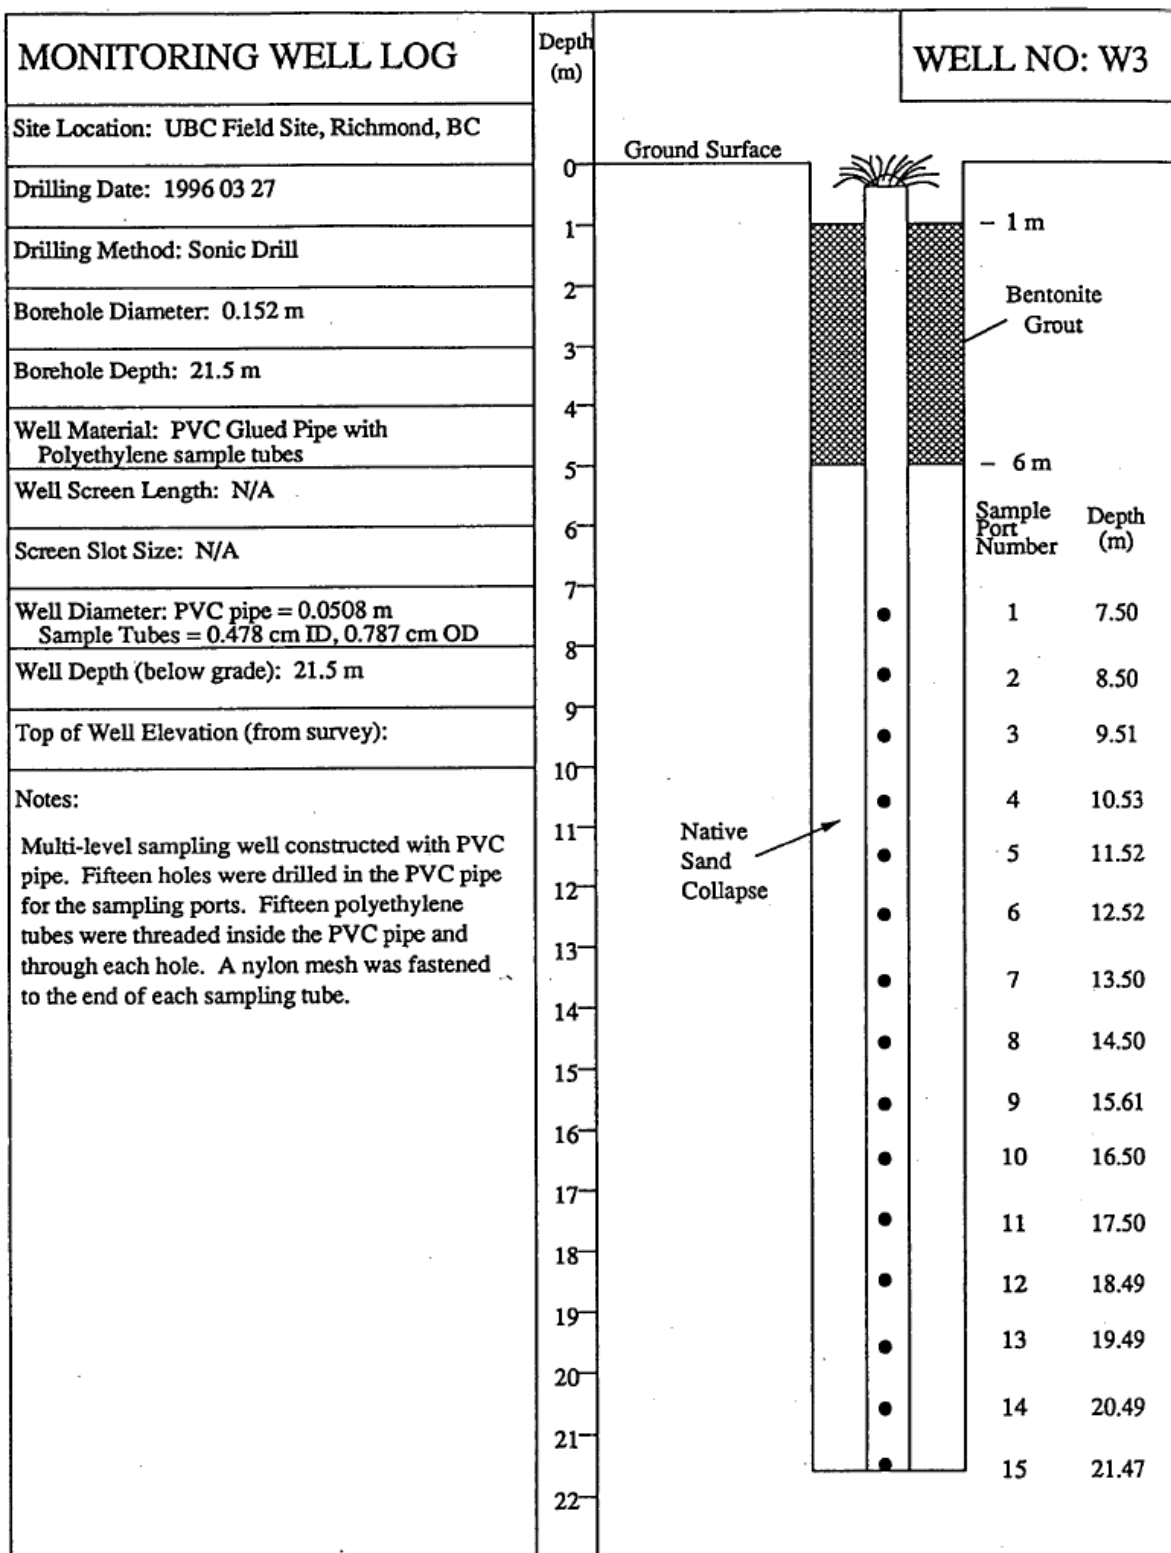 MONITORING WELL LOG
Site Location: UBC Field Site, Richmond, BC
Drilling Date: 1996 03 27
Drilling Method: Sonic Drill
Borehole Diameter: 0.152 m
Borehole Depth: 21.5 m
Well Material: PVC Glued Pipe with
Polyethylene sample tubes
Well Screen Length: N/A
Screen Slot Size: N/A
Well Diameter: PVC pipe = 0.0508 m
Sample Tubes = 0.478 cm ID, 0.787 cm OD
Well Depth (below grade): 21.5 m
Top of Well Elevation (from survey):
Notes:
Multi-level sampling well constructed with PVC
pipe. Fifteen holes were drilled in the PVC pipe
for the sampling ports. Fifteen polyethylene
tubes were threaded inside the PVC pipe and
through each hole. A nylon mesh was fastened
to the end of each sampling tube.
Depth
(m)
0
1
2
3
4
5
6
7
8
9
10
11
12
13
14
15
16
17
18
19
20
21
22
WELL NO: W3
Ground Surface
- 1 m
Bentonite
Grout
- 6 m
Native
Sand
Collapse
Sample
Port
Number
Depth
(m)
1 7.50
2 8.50
3 9.51
4 10.53
5 11.52
6 12.52
7 13.50
8 14.50
9 15.61
10 16.50
11 17.50
12 18.49
13 19.49
14 20.49
15 21.47